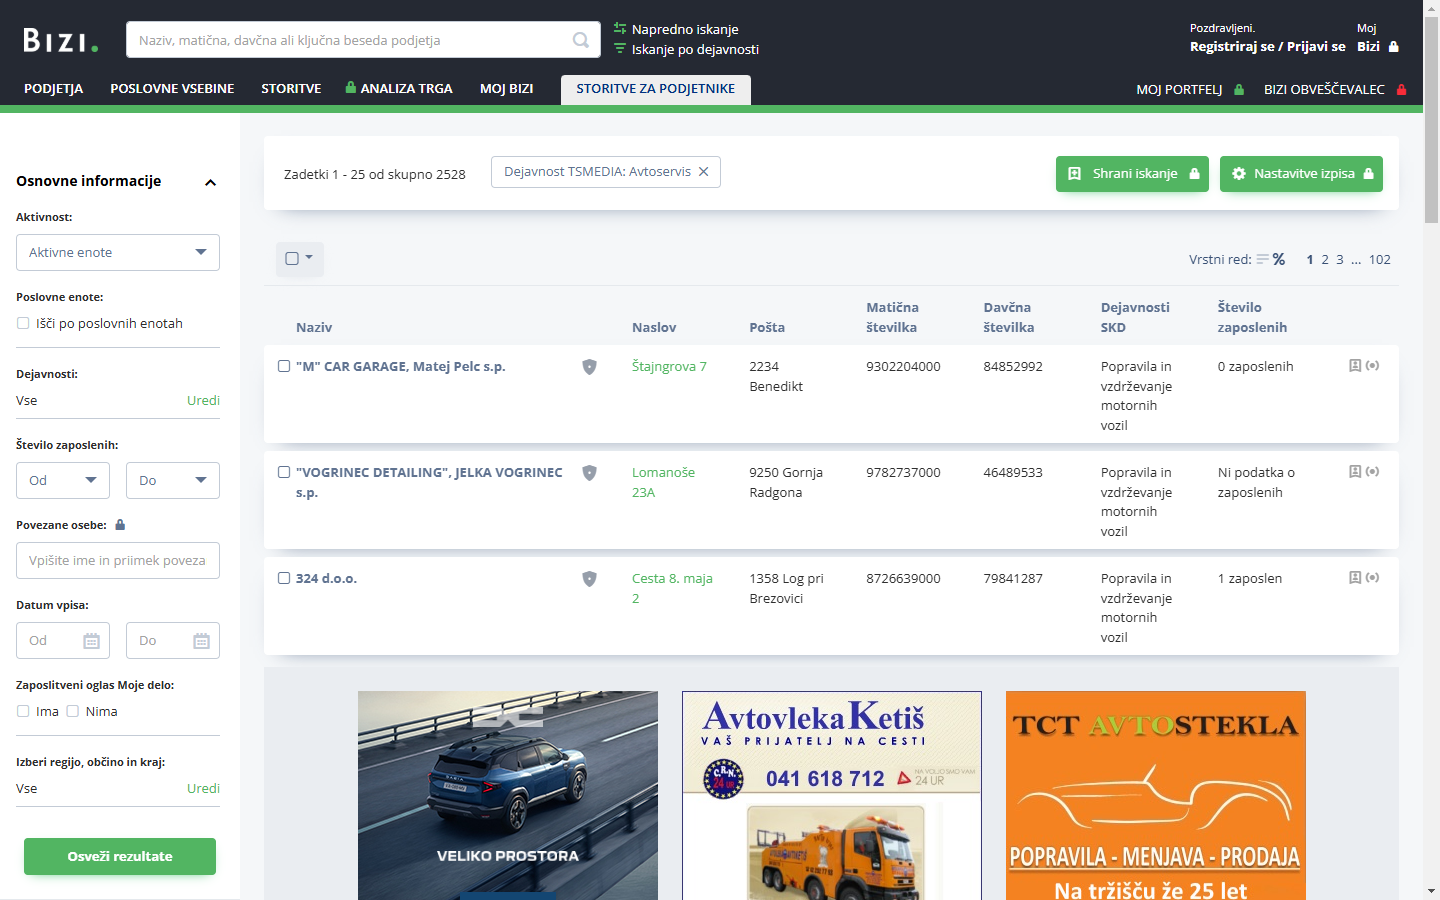 BIZI.
Naziv, matična, davčna ali ključna beseda podjetja
Napredno iskanje
Iskanje po dejavnosti
Pozdravljeni.
Registriraj se / Prijavi se
Moj
Bizi
PODJETJA
POSLOVNE VSEBINE
STORITVE
ANALIZA TRGA
MOJ BIZI
STORITVE ZA PODJETNIKE
MOJ PORTFELJ
BIZI OBVEŠČEVALEC
Osnovne informacije
Aktivnost:
Aktivne enote
Poslovne enote:
Išči po poslovnih enotah
Dejavnosti:
Vse
Uredi
Število zaposlenih:
Od
Do
Povezane osebe:
Vpišite ime in priimek poveza
Datum vpisa:
Od
Do
Zaposlitveni oglas Moje delo:
Ima
Nima
Izberi regijo, občino in kraj:
Vse
Uredi
Osveži rezultate
Zadetki 1 - 25 od skupno 2528
Dejavnost TSMEDIA: Avtoservis
Shrani iskanje
Nastavitve izpisa
Vrstni red:
%
1 2 3 ... 102
Naziv
Naslov
Pošta
Matična
številka
Davčna
številka
Dejavnosti
SKD
Število
zaposlenih
"M" CAR GARAGE, Matej Pelc s.p.
Štajngrova 7
2234
Benedikt
9302204000
84852992
Popravila in
vzdrževanje
motornih
vozil
0 zaposlenih
"VOGRINEC DETAILING", JELKA VOGRINEC
s.p.
Lomanoše
23A
9250 Gornja
Radgona
9782737000
46489533
Popravila in
vzdrževanje
motornih
vozil
Ni podatka o
zaposlenih
324 d.o.o.
Cesta 8. maja
2
1358 Log pri
Brezovici
8726639000
79841287
Popravila in
vzdrževanje
motornih
vozil
1 zaposlen
VELIKO PROSTORA
Avtovleka Ketiš
VAŠ PRIJATELJ NA CESTI
C.R.N.
24 UR
041 618 712
NA VOLJO SMO VAM
24 UR
TCT AVTOSTEKLA
POPRAVILA - MENJAVA - PRODAJA
Na tržišču že 25 let